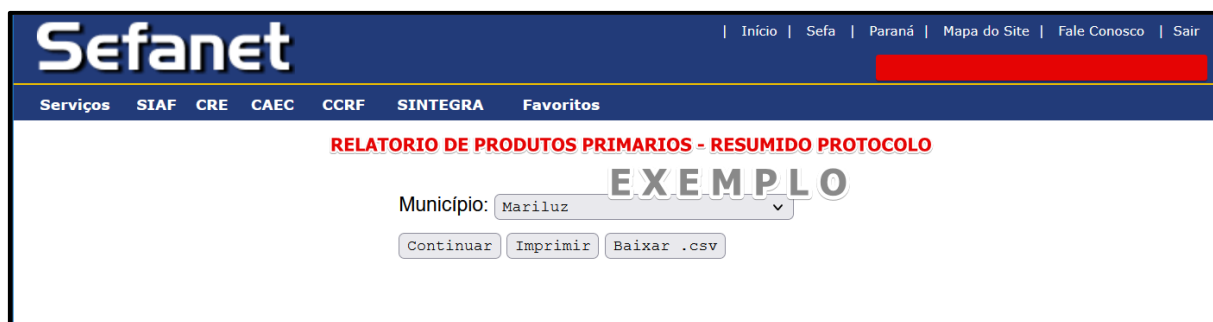 Sefanet
| Início | Sefa | Paraná | Mapa do Site | Fale Conosco | Sair
Serviços SIAF CRE CAEC CCRF SINTEGRA Favoritos
RELATORIO DE PRODUTOS PRIMARIOS - RESUMIDO PROTOCOLO
EXEMPLO
Município: Mariluz
Continuar Imprimir Baixar .csv